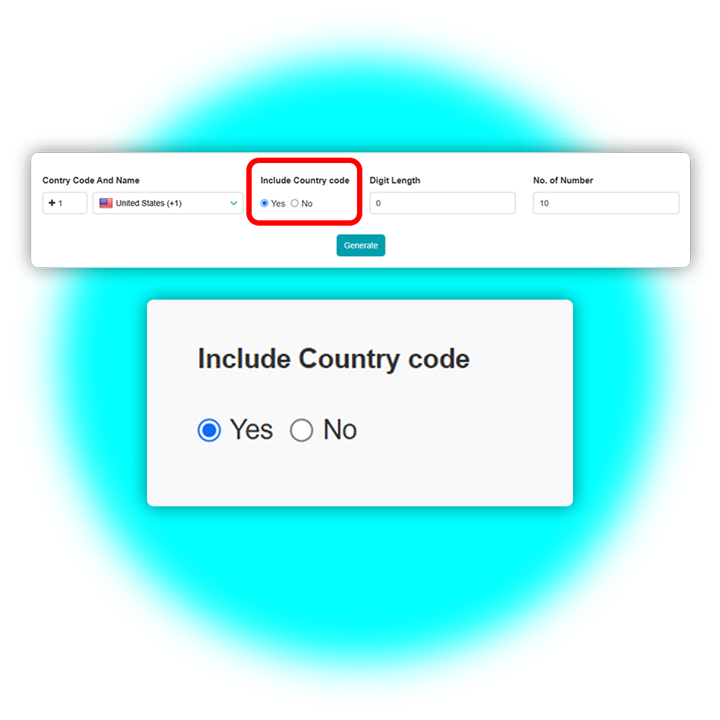 Contry Code And Name
Include Country code
Digit Length
No. of Number
+ 1
United States (+1)
Yes No
0
10
Generate
Include Country code
Yes No